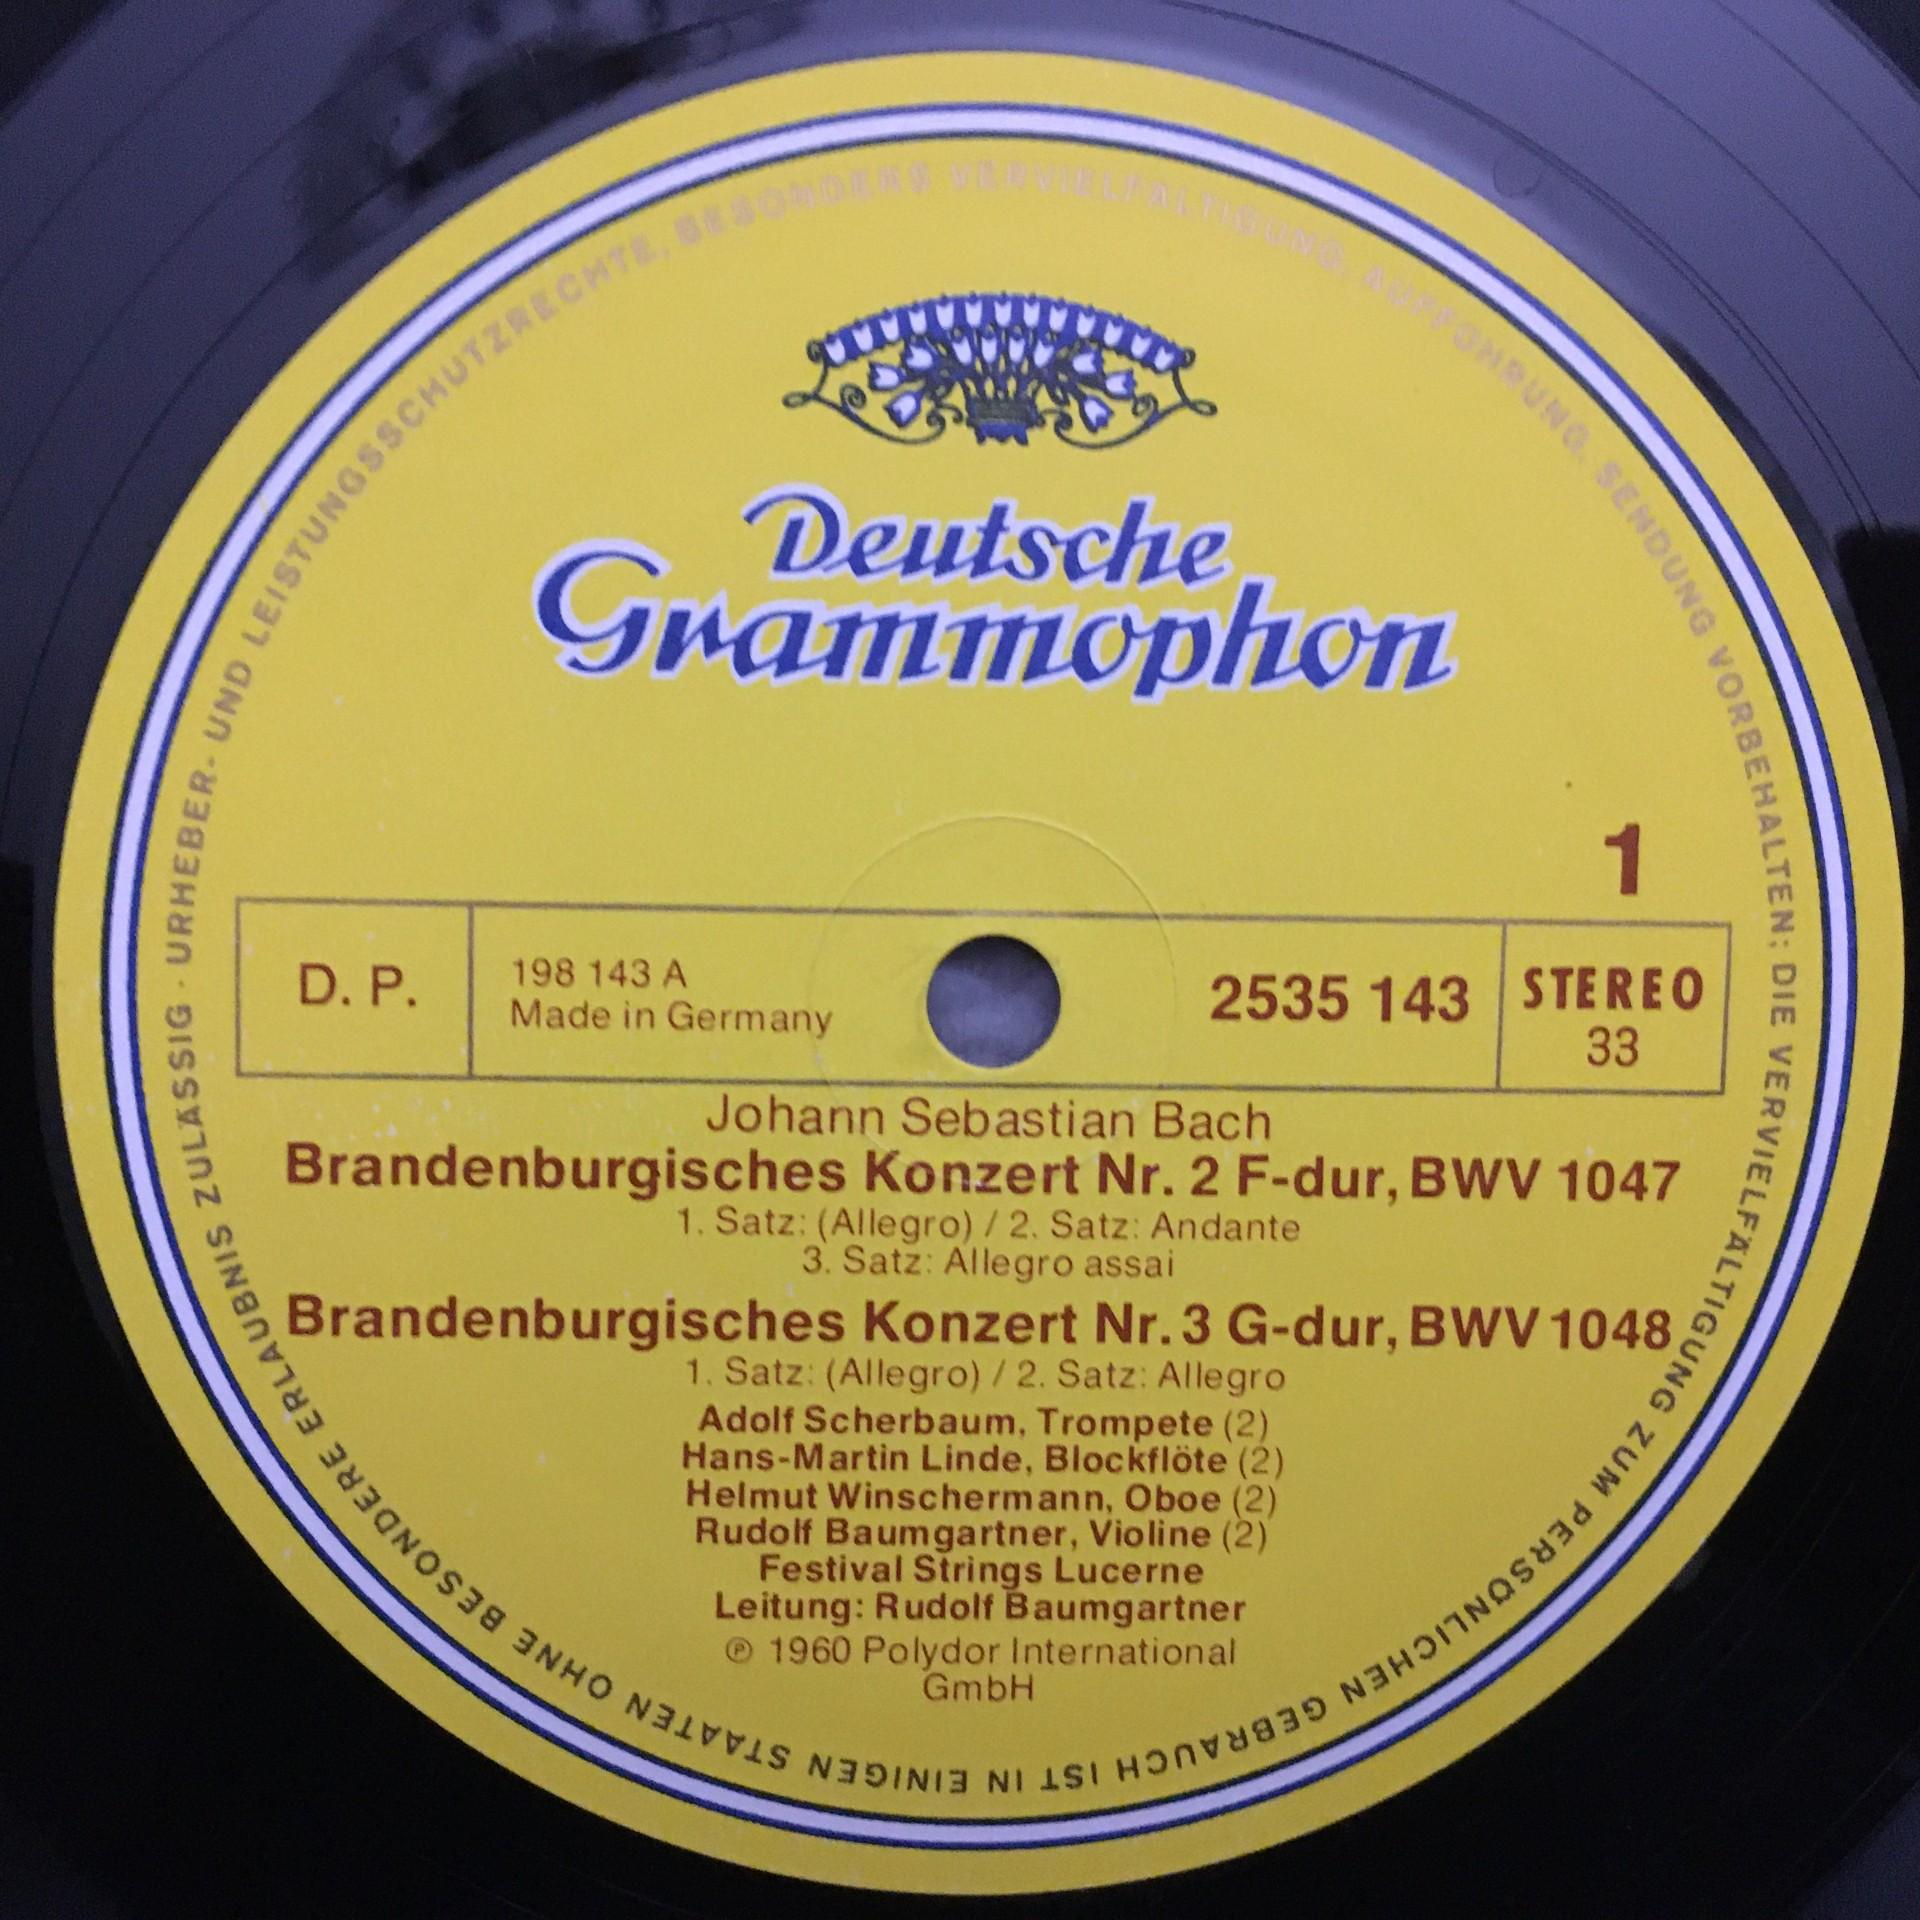 Deutsche
Grammophon
1
D. P.
198 143 A
Made in Germany
2535 143
STEREO
33
Johann Sebastian Bach
Brandenburgisches Konzert Nr. 2 F-dur, BWV 1047
1. Satz: (Allegro) / 2. Satz: Andante
3. Satz: Allegro assai
Brandenburgisches Konzert Nr. 3 G-dur, BWV 1048
1. Satz: (Allegro) / 2. Satz: Allegro
Adolf Scherbaum, Trompete (2)
Hans-Martin Linde, Blockflöte (2)
Helmut Winschermann, Oboe (2)
Rudolf Baumgartner, Violine (2)
Festival Strings Lucerne
Leitung: Rudolf Baumgartner
℗ 1960 Polydor International
GmbH
URHEBER- UND LEISTUNGSSCHUTZRECHTE, BESONDERS VERVIELFÄLTIGUNG, AUFFÜHRUNG, SENDUNG VORBEHALTEN; DIE VERVIELFÄLTIGUNG ZUM PERSÖNLICHEN GEBRAUCH IST IN EINIGEN STAATEN OHNE BESONDERE ERLAUBNIS ZULÄSSIG ·